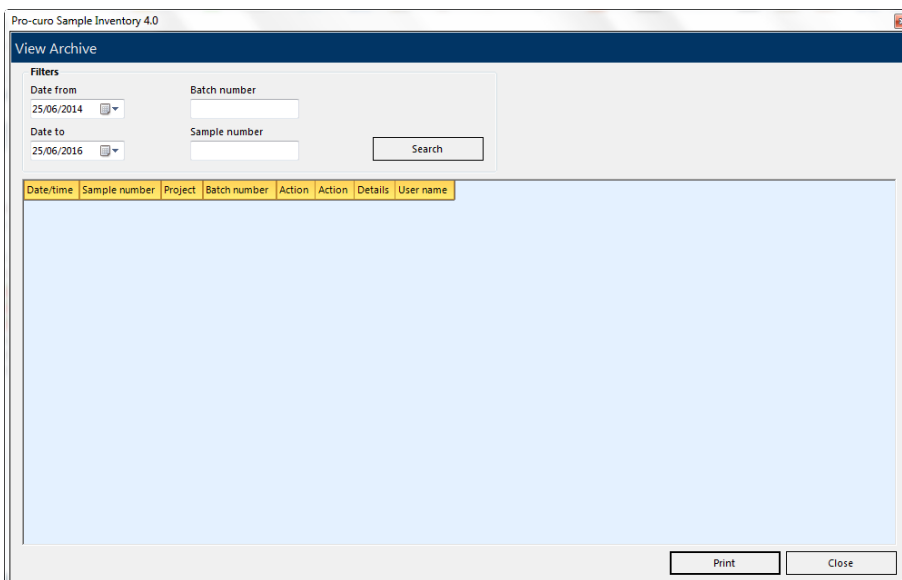 Pro-curo Sample Inventory 4.0
View Archive
Filters
Date from Batch number
25/06/2014
Date to Sample number
25/06/2016 Search
Date/time Sample number Project Batch number Action Action Details User name
Print Close